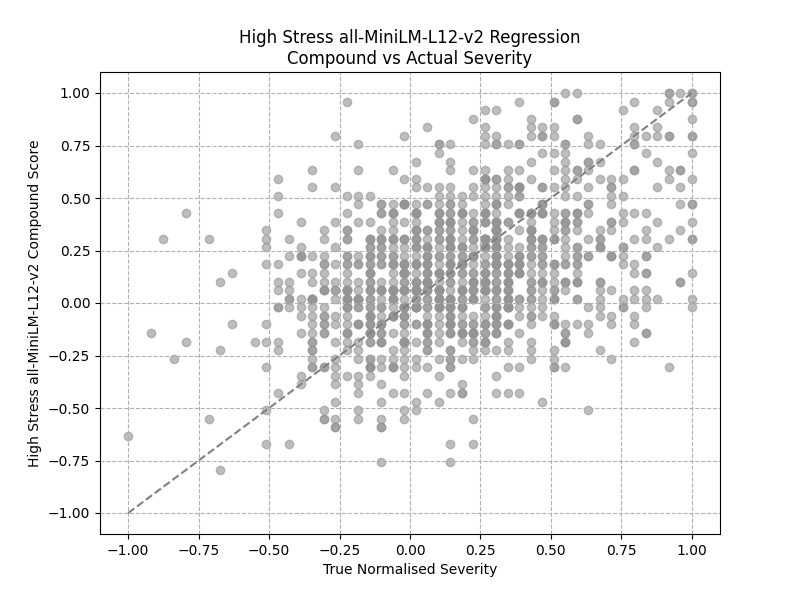 High Stress all-MiniLM-L12-v2 Regression
Compound vs Actual Severity
High Stress all-MiniLM-L12-v2 Compound Score
1.00
0.75
0.50
0.25
0.00
−0.25
−0.50
−0.75
−1.00
−1.00 −0.75 −0.50 −0.25 0.00 0.25 0.50 0.75 1.00
True Normalised Severity